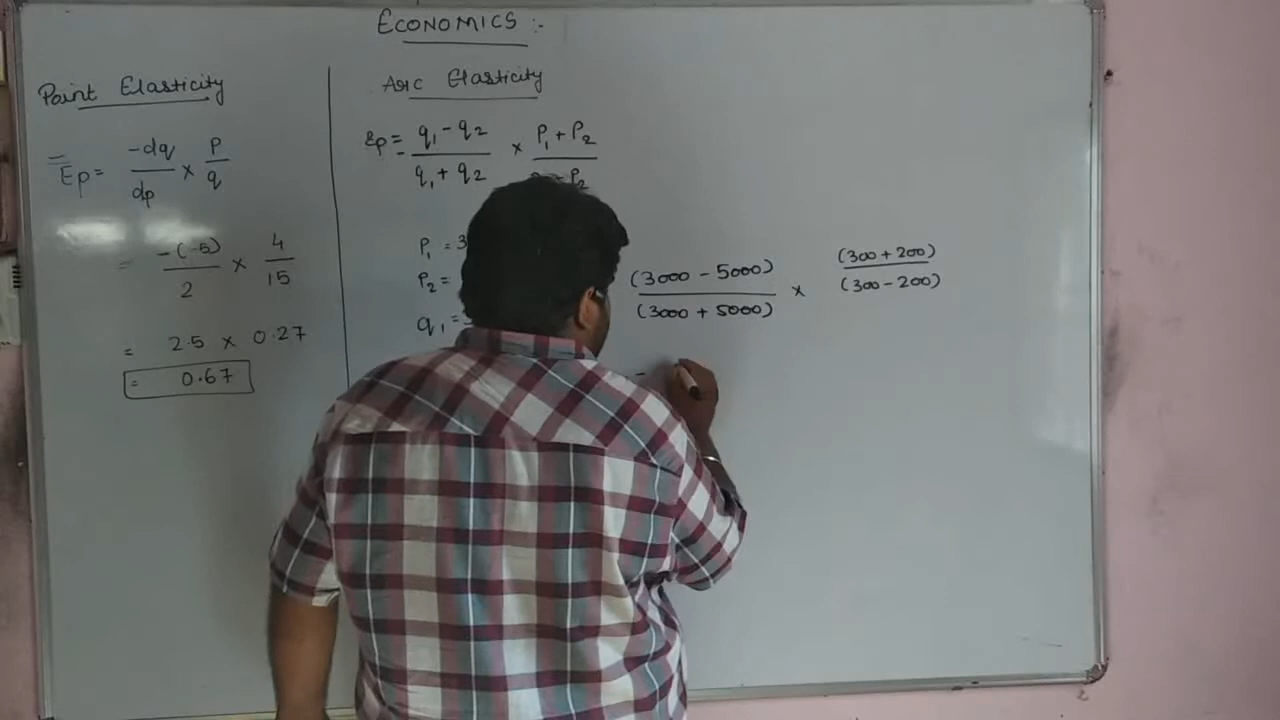 ECONOMICS :-
Point Elasticity
Ep = -dq/dp × P/q
= -(-5)/2 × 4/15
= 2.5 × 0.27
= 0.67
Arc Elasticity
Ep = q₁ - q₂ / q₁ + q₂ × P₁ + P₂ / P₂
P₁ = 3
P₂ =
q₁ =
(3000 - 5000) / (3000 + 5000) × (300 + 200) / (300 - 200)
-